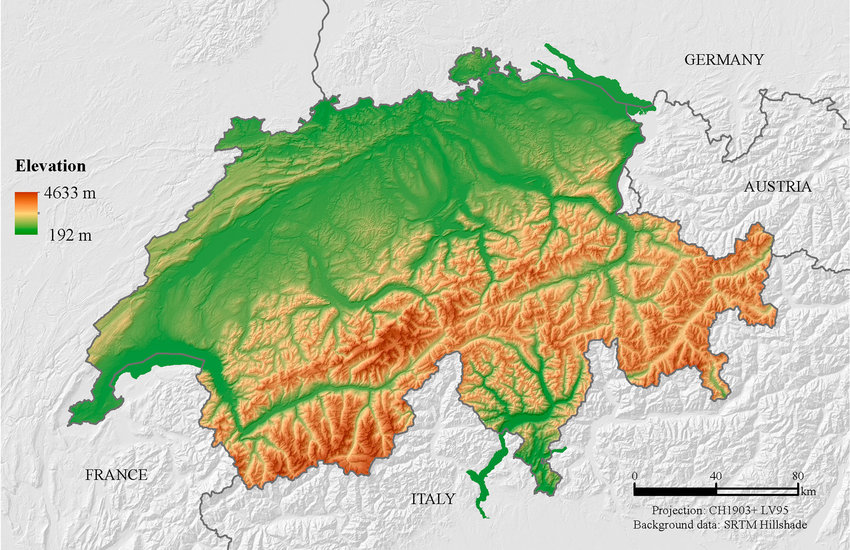 GERMANY
Elevation
4633 m
192 m
AUSTRIA
FRANCE
ITALY
0 40 80
km
Projection: CH1903+ LV95
Background data: SRTM Hillshade